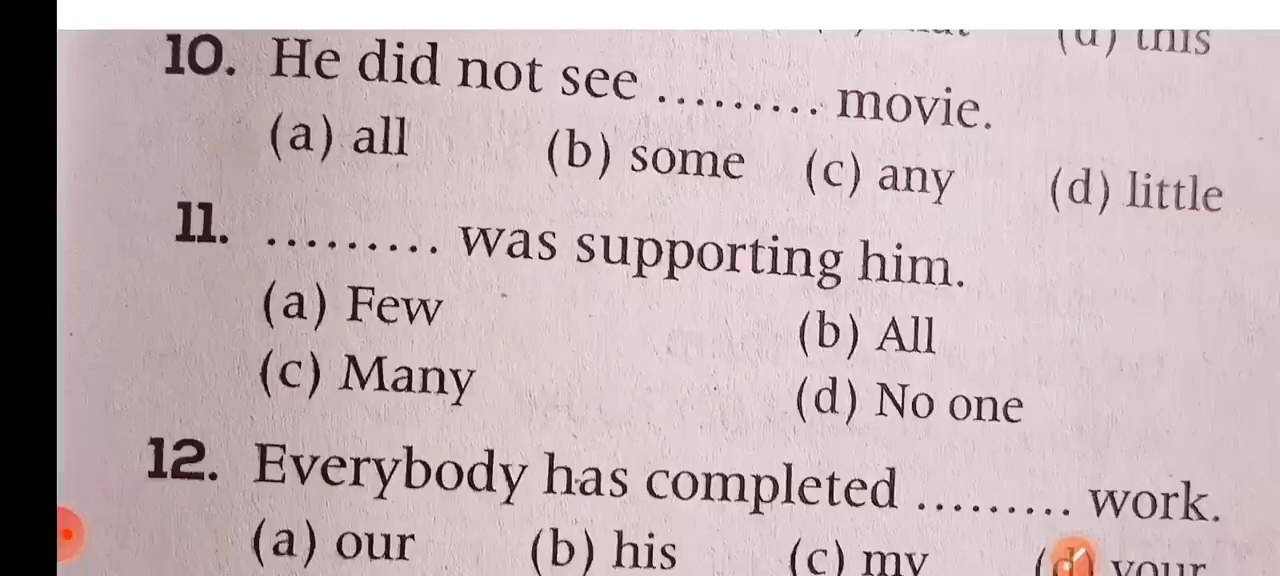 (d) this
10. He did not see ......... movie.
(a) all (b) some (c) any (d) little
11. ......... was supporting him.
(a) Few (b) All
(c) Many (d) No one
12. Everybody has completed ......... work.
(a) our (b) his (c) my (d) your